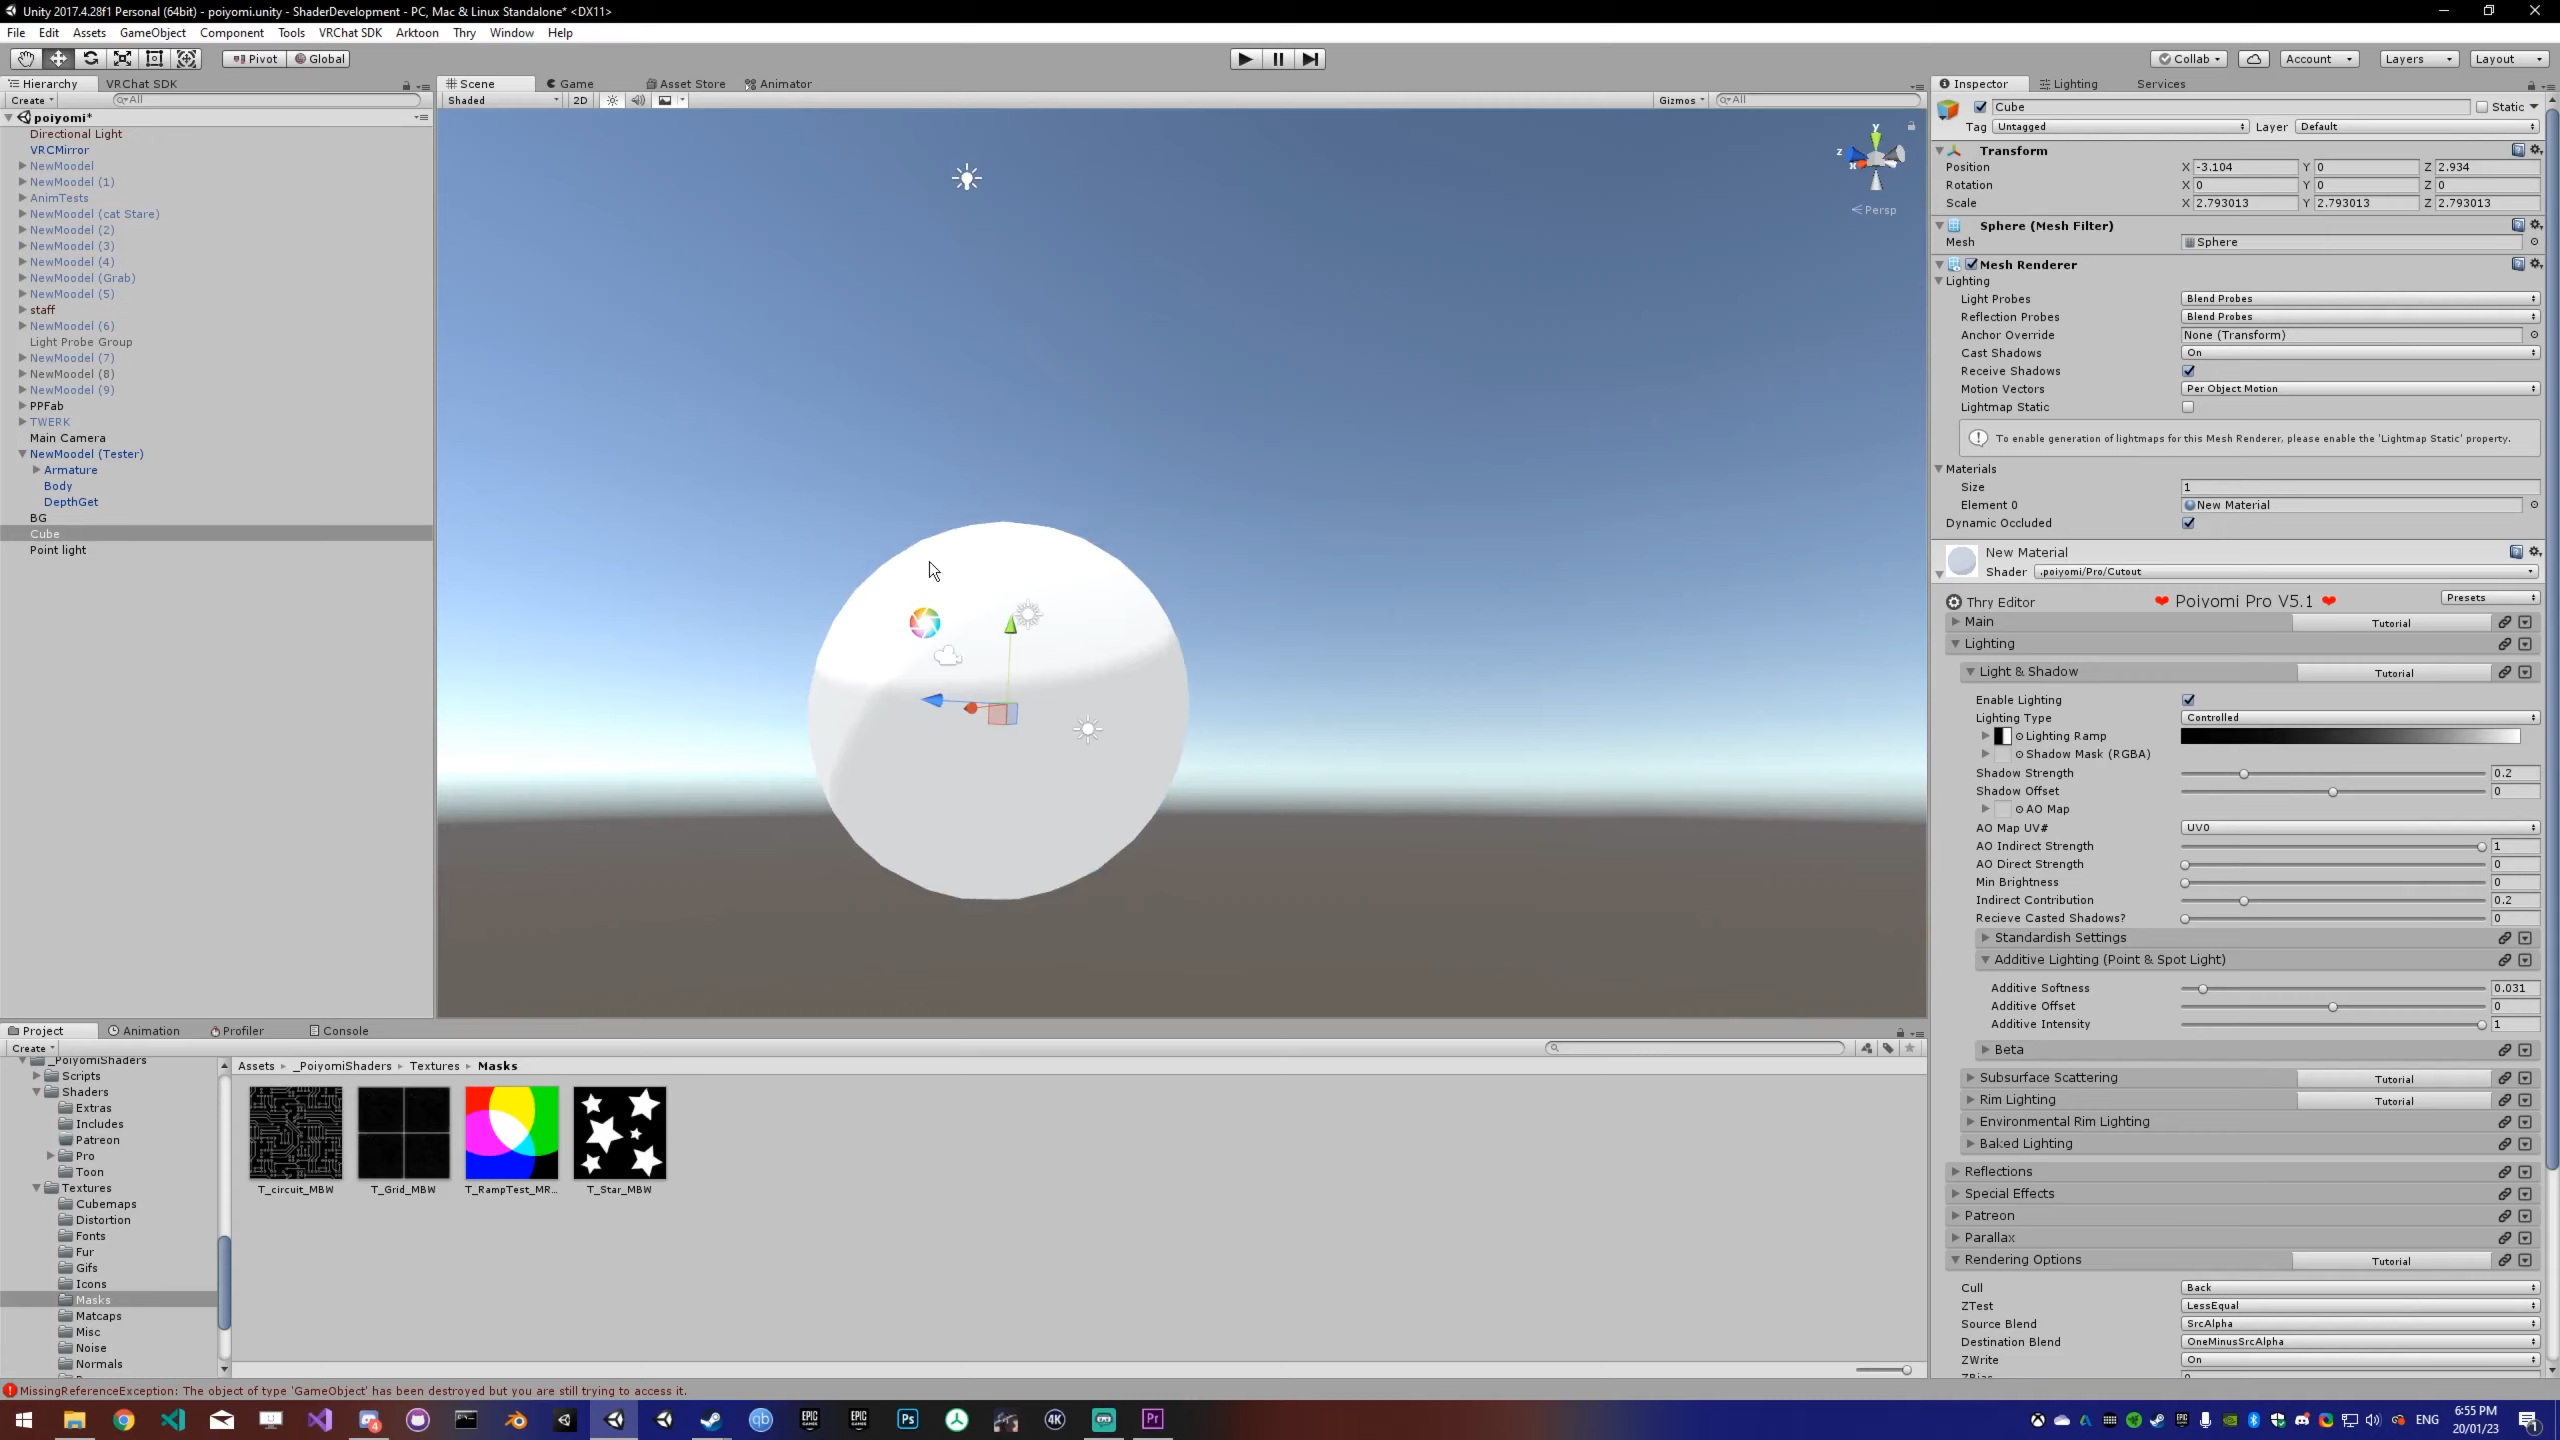 Unity 2017.4.28f1 Personal (64bit) - poiyomi.unity - ShaderDevelopment - PC, Mac & Linux Standalone* <DX11>
File Edit Assets GameObject Component Tools VRChat SDK Arktoon Thry Window Help
Pivot Global Collab Account Layers Layout
Hierarchy VRChat SDK
Create All
poiyomi*
Directional Light
VRCMirror
NewMoodel
NewMoodel (1)
AnimTests
NewMoodel (cat Stare)
NewMoodel (2)
NewMoodel (3)
NewMoodel (4)
NewMoodel (Grab)
NewMoodel (5)
staff
NewMoodel (6)
Light Probe Group
NewMoodel (7)
NewMoodel (8)
NewMoodel (9)
PPFab
TWERK
Main Camera
NewMoodel (Tester)
Armature
Body
DepthGet
BG
Cube
Point light
Scene Game Asset Store Animator
Shaded 2D Gizmos All
y
z
x
Persp
Inspector Lighting Services
Cube Static
Tag Untagged Layer Default
Transform
Position X -3.104 Y 0 Z 2.934
Rotation X 0 Y 0 Z 0
Scale X 2.793013 Y 2.793013 Z 2.793013
Sphere (Mesh Filter)
Mesh Sphere
Mesh Renderer
Lighting
Light Probes Blend Probes
Reflection Probes Blend Probes
Anchor Override None (Transform)
Cast Shadows On
Receive Shadows
Motion Vectors Per Object Motion
Lightmap Static
To enable generation of lightmaps for this Mesh Renderer, please enable the 'Lightmap Static' property.
Materials
Size 1
Element 0 New Material
Dynamic Occluded
New Material
Shader .poiyomi/Pro/Cutout
Thry Editor ❤ Poiyomi Pro V5.1 ❤ Presets
Main Tutorial
Lighting
Light & Shadow Tutorial
Enable Lighting
Lighting Type Controlled
Lighting Ramp
Shadow Mask (RGBA)
Shadow Strength 0.2
Shadow Offset 0
AO Map
AO Map UV# UV0
AO Indirect Strength 1
AO Direct Strength 0
Min Brightness 0
Indirect Contribution 0.2
Recieve Casted Shadows? 0
Standardish Settings
Additive Lighting (Point & Spot Light)
Additive Softness 0.031
Additive Offset 0
Additive Intensity 1
Beta
Subsurface Scattering Tutorial
Rim Lighting Tutorial
Environmental Rim Lighting
Baked Lighting
Reflections
Special Effects
Patreon
Parallax
Rendering Options Tutorial
Cull Back
ZTest LessEqual
Source Blend SrcAlpha
Destination Blend OneMinusSrcAlpha
ZWrite On
Project Animation Profiler Console
Create
_PoiyomiShaders
Scripts
Shaders
Extras
Includes
Patreon
Pro
Toon
Textures
Cubemaps
Distortion
Fonts
Fur
Gifs
Icons
Masks
Matcaps
Misc
Noise
Normals
Assets _PoiyomiShaders Textures Masks
T_circuit_MBW T_Grid_MBW T_RampTest_MR... T_Star_MBW
MissingReferenceException: The object of type 'GameObject' has been destroyed but you are still trying to access it.
4 qb EPIC GAMES EPIC GAMES Ps 4K Pr ENG 6:55 PM
20/01/23
1